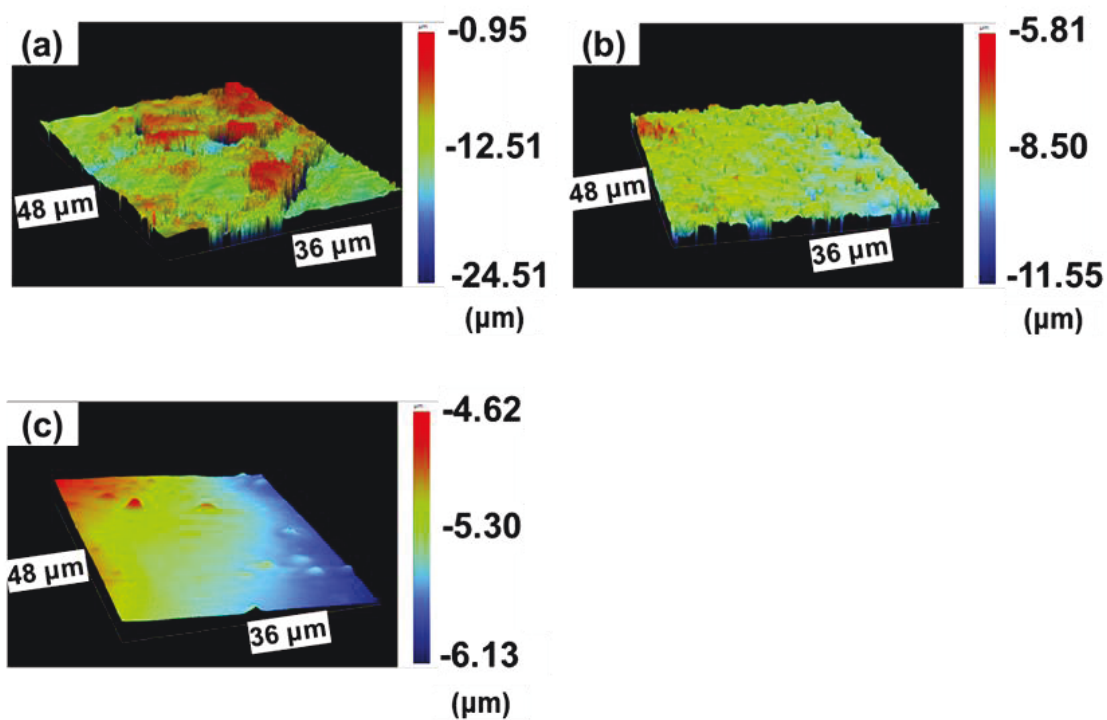 (a)
-0.95
-12.51
-24.51
(µm)
48 µm
36 µm
(b)
-5.81
-8.50
-11.55
(µm)
48 µm
36 µm
(c)
-4.62
-5.30
-6.13
(µm)
48 µm
36 µm